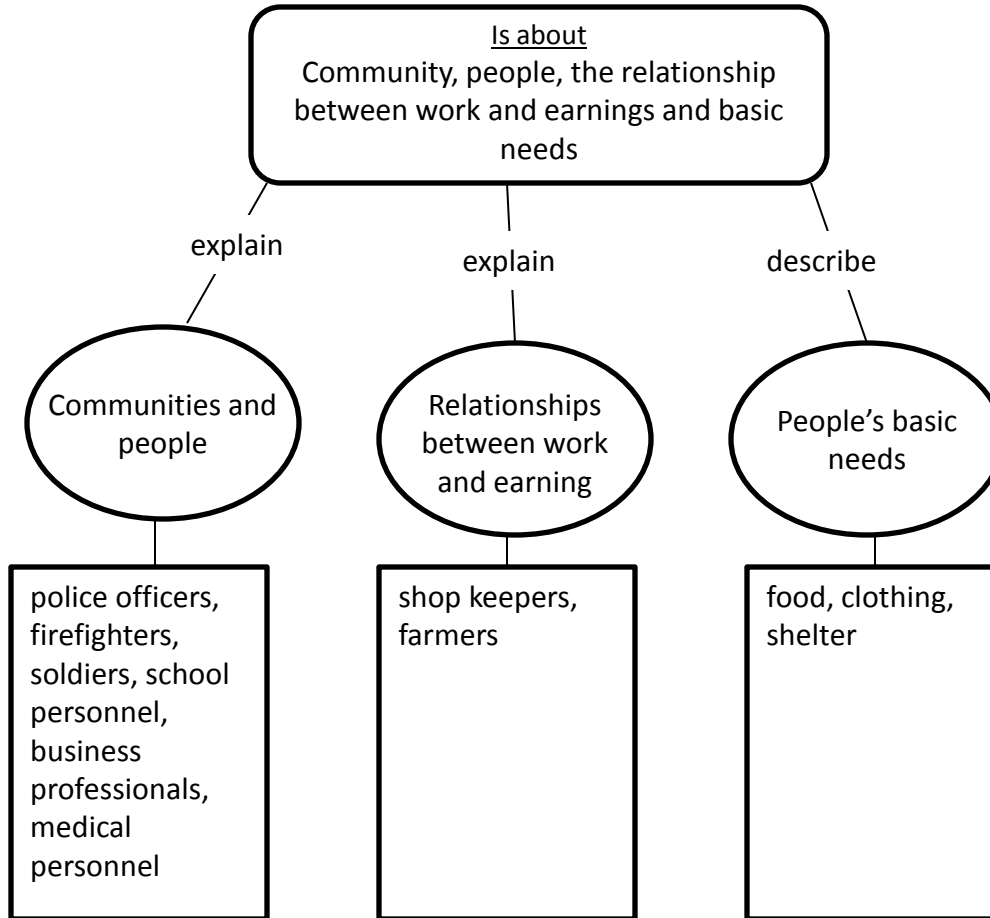 Is about
Community, people, the relationship
between work and earnings and basic
needs
explain
explain
describe
Communities and
people
Relationships
between work
and earning
People's basic
needs
police officers,
firefighters,
soldiers, school
personnel,
business
professionals,
medical
personnel
shop keepers,
farmers
food, clothing,
shelter